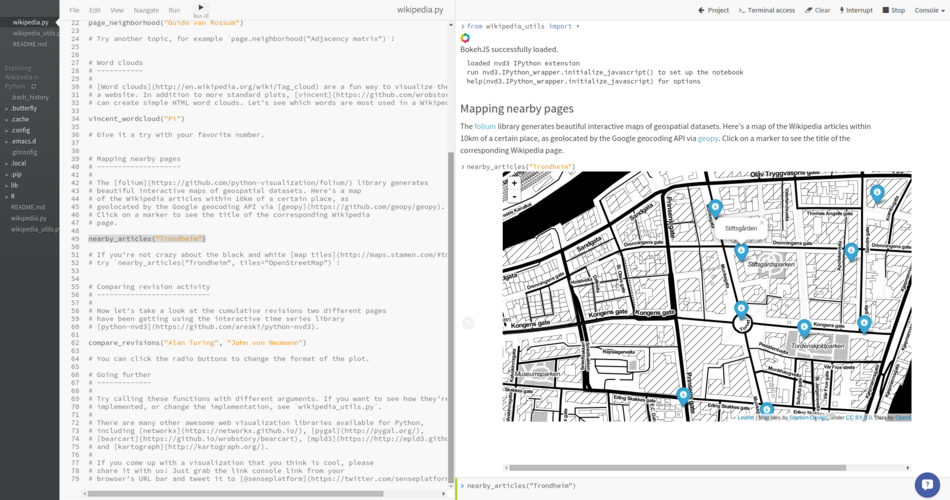 File Edit View Navigate Run Run All wikipedia.py
Project Terminal access Clear Interrupt Stop Console
wikipedia.py
wikipedia_utils.p
README.md
Exploring
Wikipedia in
Python
.bash_history
.butterfly
.cache
.config
.emacs.d
.gitconfig
.local
.pip
lib
R
README.md
wikipedia.py
wikipedia_utils.p
22 page_neighborhood("Guido van Rossum")
23
24 # Try another topic, for example `page.neighborhood("Adjacency matrix")`:
25
26
27 # Word clouds
28 # -----------
29 #
30 # [Word clouds](http://en.wikipedia.org/wiki/Tag_cloud) are a fun way to visualize the
31 # a website. In addition to more standard plots, [vincent](https://github.com/wrobstor
32 # can create simple HTML word clouds. Let's see which words are most used in a Wikiped
33
34 vincent_wordcloud("Pi")
35
36 # Give it a try with your favorite number.
37
38
39 # Mapping nearby pages
40 # --------------------
41 #
42 # The [folium](https://github.com/python-visualization/folium/) library generates
43 # beautiful interactive maps of geospatial datasets. Here's a map
44 # of the Wikipedia articles within 10km of a certain place, as
45 # geolocated by the Google geocoding API via [geopy](https://github.com/geopy/geopy).
46 # Click on a marker to see the title of the corresponding Wikipedia
47 # page.
48
49 nearby_articles("Trondheim")
50
51 # If you're not crazy about the black and white [map tiles](http://maps.stamen.com/#to
52 # try `nearby_articles("Trondheim", tiles="OpenStreetMap")`:
53
54
55 # Comparing revision activity
56 # ---------------------------
57 #
58 # Now let's take a look at the cumulative revisions two different pages
59 # have been getting using the interactive time series library
60 # [python-nvd3](https://github.com/areski/python-nvd3).
61
62 compare_revisions("Alan Turing", "John von Neumann")
63
64 # You can click the radio buttons to change the format of the plot.
65
66 # Going further
67 # -------------
68 #
69 # Try calling these functions with different arguments. If you want to see how they're
70 # implemented, or change the implementation, see `wikipedia_utils.py`.
71 #
72 # There are many other awesome web visualization libraries available for Python,
73 # including [networkx](https://networkx.github.io/), [pygal](http://pygal.org/),
74 # [bearcart](https://github.com/wrobstory/bearcart), [mpld3](https://http://mpld3.gith
75 # and [kartograph](http://kartograph.org/).
76 #
77 # If you come up with a visualization that you think is cool, please
78 # share it with us! Just grab the link console link from your
79 # browser's URL bar and tweet it to [@senseplatform](https://twitter.com/senseplatform
> from wikipedia_utils import *
BokehJS successfully loaded.
loaded nvd3 IPython extension
run nvd3.IPython_wrapper.initialize_javascript() to set up the notebook
help(nvd3.IPython_wrapper.initialize_javascript) for options
Mapping nearby pages
The folium library generates beautiful interactive maps of geospatial datasets. Here's a map of the Wikipedia articles within
10km of a certain place, as geolocated by the Google geocoding API via geopy. Click on a marker to see the title of the
corresponding Wikipedia page.
> nearby_articles("Trondheim")
+
-
Olav Tryggvasons gate
Thomas Angells gate
Sandgata
Sandgata
Stiftsgården
Dronningens gate
Dronningens gate
Dronningens gate
Stiftsgårdsparken
Kongens gate
Kongens gate
Kongens gate
Torvet
Tordenskioldparken
Museumsparken
Vår Frue strete
Erling Skakkes gate
Erling Skakkes gate
Leaflet | Map tiles by Stamen Design, under CC BY 3.0. Data by OpenS
> nearby_articles("Trondheim")